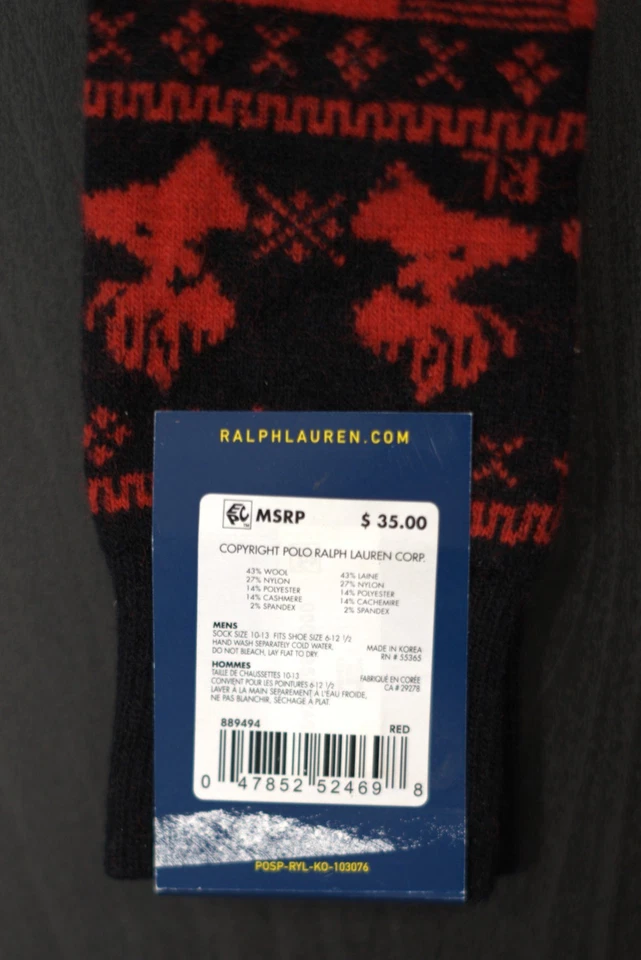 RL
RALPHLAUREN.COM
EPC MSRP $ 35.00
COPYRIGHT POLO RALPH LAUREN CORP.
43% WOOL 43% LAINE
27% NYLON 27% NYLON
14% POLYESTER 14% POLYESTER
14% CASHMERE 14% CACHEMIRE
2% SPANDEX 2% SPANDEX
MENS
SOCK SIZE 10-13 FITS SHOE SIZE 6-12 1/2
HAND WASH SEPARATELY COLD WATER, MADE IN KOREA
DO NOT BLEACH, LAY FLAT TO DRY. RN # 55365
HOMMES
TAILLE DE CHAUSSETTES 10-13 FABRIQUÉ EN CORÉE
CONVIENT POUR LES POINTURES 6-12 1/2 CA # 29278
LAVER À LA MAIN SEPAREMENT À L'EAU FROIDE,
NE PAS BLANCHIR, SÉCHAGE À PLAT.
889494 RED
0 47852 52469 8
POSP-RYL-KO-103076